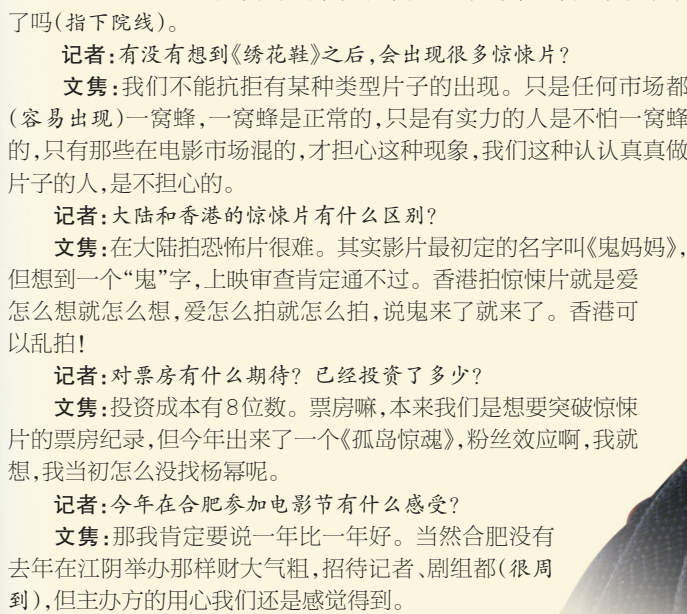 了吗(指下院线)。
记者:有没有想到《绣花鞋》之后,会出现很多惊悚片?
文隽:我们不能抗拒有某种类型片子的出现。只是任何市场都
(容易出现)一窝蜂,一窝蜂是正常的,只是有实力的人是不怕一窝蜂
的,只有那些在电影市场混的,才担心这种现象,我们这种认认真真做
片子的人,是不担心的。
记者:大陆和香港的惊悚片有什么区别?
文隽:在大陆拍恐怖片很难。其实影片最初定的名字叫《鬼妈妈》,
但想到一个“鬼”字,上映审查肯定通不过。香港拍惊悚片就是爱
怎么想就怎么想,爱怎么拍就怎么拍,说鬼来了就来了。香港可
以乱拍!
记者:对票房有什么期待? 已经投资了多少?
文隽:投资成本有8位数。票房嘛,本来我们是想要突破惊悚
片的票房纪录,但今年出来了一个《孤岛惊魂》,粉丝效应啊,我就
想,我当初怎么没找杨幂呢。
记者:今年在合肥参加电影节有什么感受?
文隽:那我肯定要说一年比一年好。当然合肥没有
去年在江阴举办那样财大气粗,招待记者、剧组都(很周
到),但主办方的用心我们还是感觉得到。